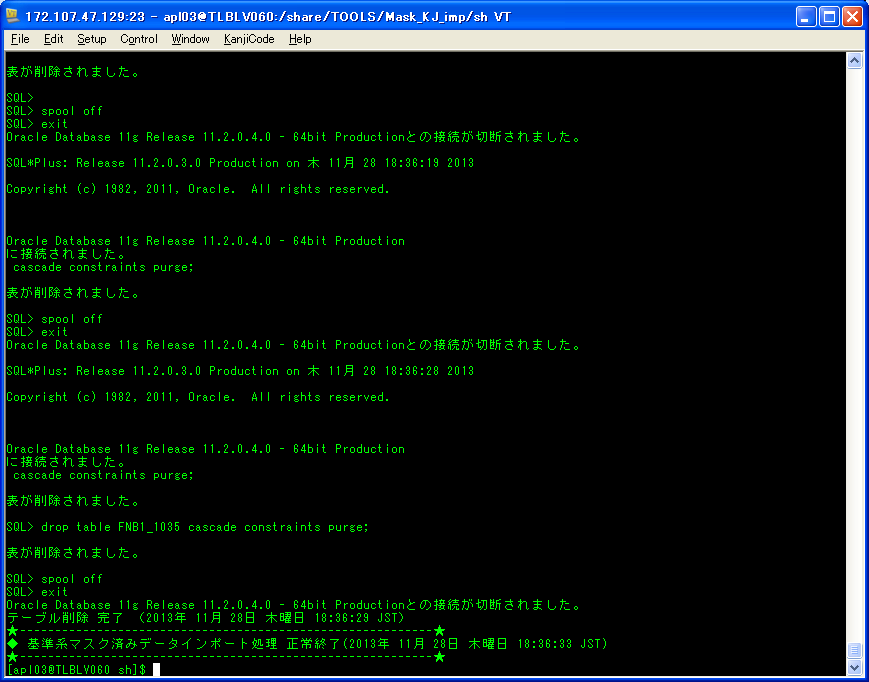 172.107.47.129:23 - apl03@TLBLV060:/share/TOOLS/Mask_KJ_imp/sh VT
File Edit Setup Control Window KanjiCode Help
表が削除されました。
SQL>
SQL> spool off
SQL> exit
Oracle Database 11g Release 11.2.0.4.0 - 64bit Productionとの接続が切断されました。
SQL*Plus: Release 11.2.0.3.0 Production on 木 11月 28 18:36:19 2013
Copyright (c) 1982, 2011, Oracle.  All rights reserved.
Oracle Database 11g Release 11.2.0.4.0 - 64bit Production
に接続されました。
cascade constraints purge;
表が削除されました。
SQL> spool off
SQL> exit
Oracle Database 11g Release 11.2.0.4.0 - 64bit Productionとの接続が切断されました。
SQL*Plus: Release 11.2.0.3.0 Production on 木 11月 28 18:36:28 2013
Copyright (c) 1982, 2011, Oracle.  All rights reserved.
Oracle Database 11g Release 11.2.0.4.0 - 64bit Production
に接続されました。
cascade constraints purge;
表が削除されました。
SQL> drop table FNB1_1035 cascade constraints purge;
表が削除されました。
SQL> spool off
SQL> exit
Oracle Database 11g Release 11.2.0.4.0 - 64bit Productionとの接続が切断されました。
テーブル削除 完了 (2013年 11月 28日 木曜日 18:36:29 JST)
★-----------------------------------------------------------★
◆ 基準系マスク済みデータインポート処理 正常終了(2013年 11月 28日 木曜日 18:36:33 JST)
★-----------------------------------------------------------★
[apl03@TLBLV060 sh]$